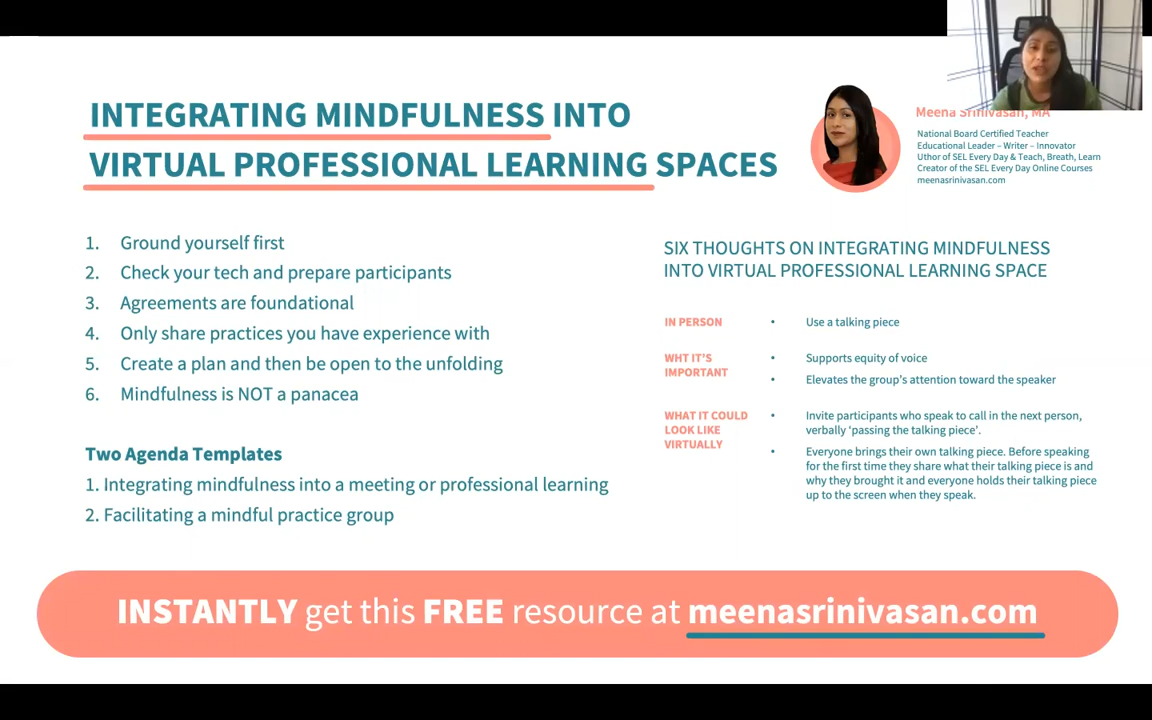 INTEGRATING MINDFULNESS INTO
VIRTUAL PROFESSIONAL LEARNING SPACES
Meena Srinivasan, MA
National Board Certified Teacher
Educational Leader – Writer – Innovator
Uthor of SEL Every Day & Teach, Breath, Learn
Creator of the SEL Every Day Online Courses
meenasrinivasan.com
1. Ground yourself first
2. Check your tech and prepare participants
3. Agreements are foundational
4. Only share practices you have experience with
5. Create a plan and then be open to the unfolding
6. Mindfulness is NOT a panacea
Two Agenda Templates
1. Integrating mindfulness into a meeting or professional learning
2. Facilitating a mindful practice group
SIX THOUGHTS ON INTEGRATING MINDFULNESS
INTO VIRTUAL PROFESSIONAL LEARNING SPACE
IN PERSON
• Use a talking piece
WHT IT'S
IMPORTANT
• Supports equity of voice
• Elevates the group's attention toward the speaker
WHAT IT COULD
LOOK LIKE
VIRTUALLY
• Invite participants who speak to call in the next person,
verbally 'passing the talking piece'.
• Everyone brings their own talking piece. Before speaking
for the first time they share what their talking piece is and
why they brought it and everyone holds their talking piece
up to the screen when they speak.
INSTANTLY get this FREE resource at meenasrinivasan.com